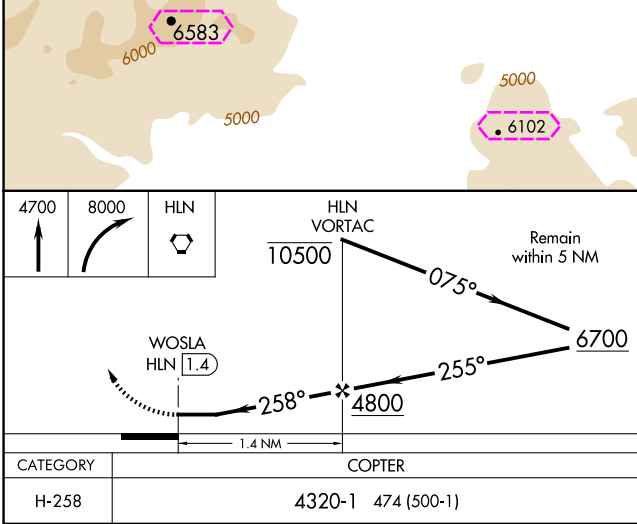 6583
6000
5000
5000
6102
4700 8000 HLN
HLN
VORTAC
10500
Remain
within 5 NM
075°
6700
WOSLA
HLN 1.4
255°
258°
4800
1.4 NM
CATEGORY COPTER
H-258 4320-1 474 (500-1)